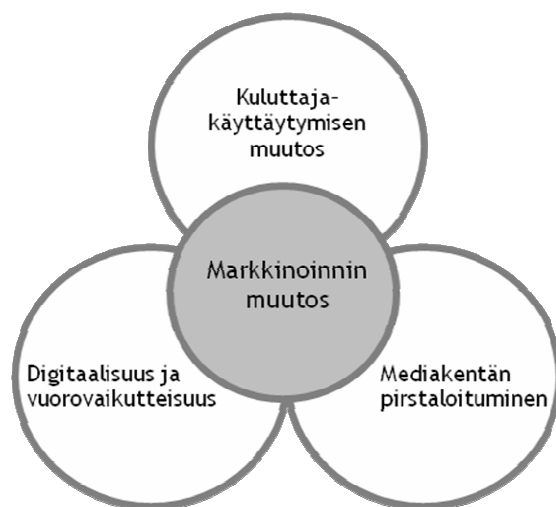 Kuluttaja-
käyttäytymisen
muutos
Markkinoinnin
muutos
Digitaalisuus ja
vuorovaikutteisuus
Mediakentän
pirstaloituminen